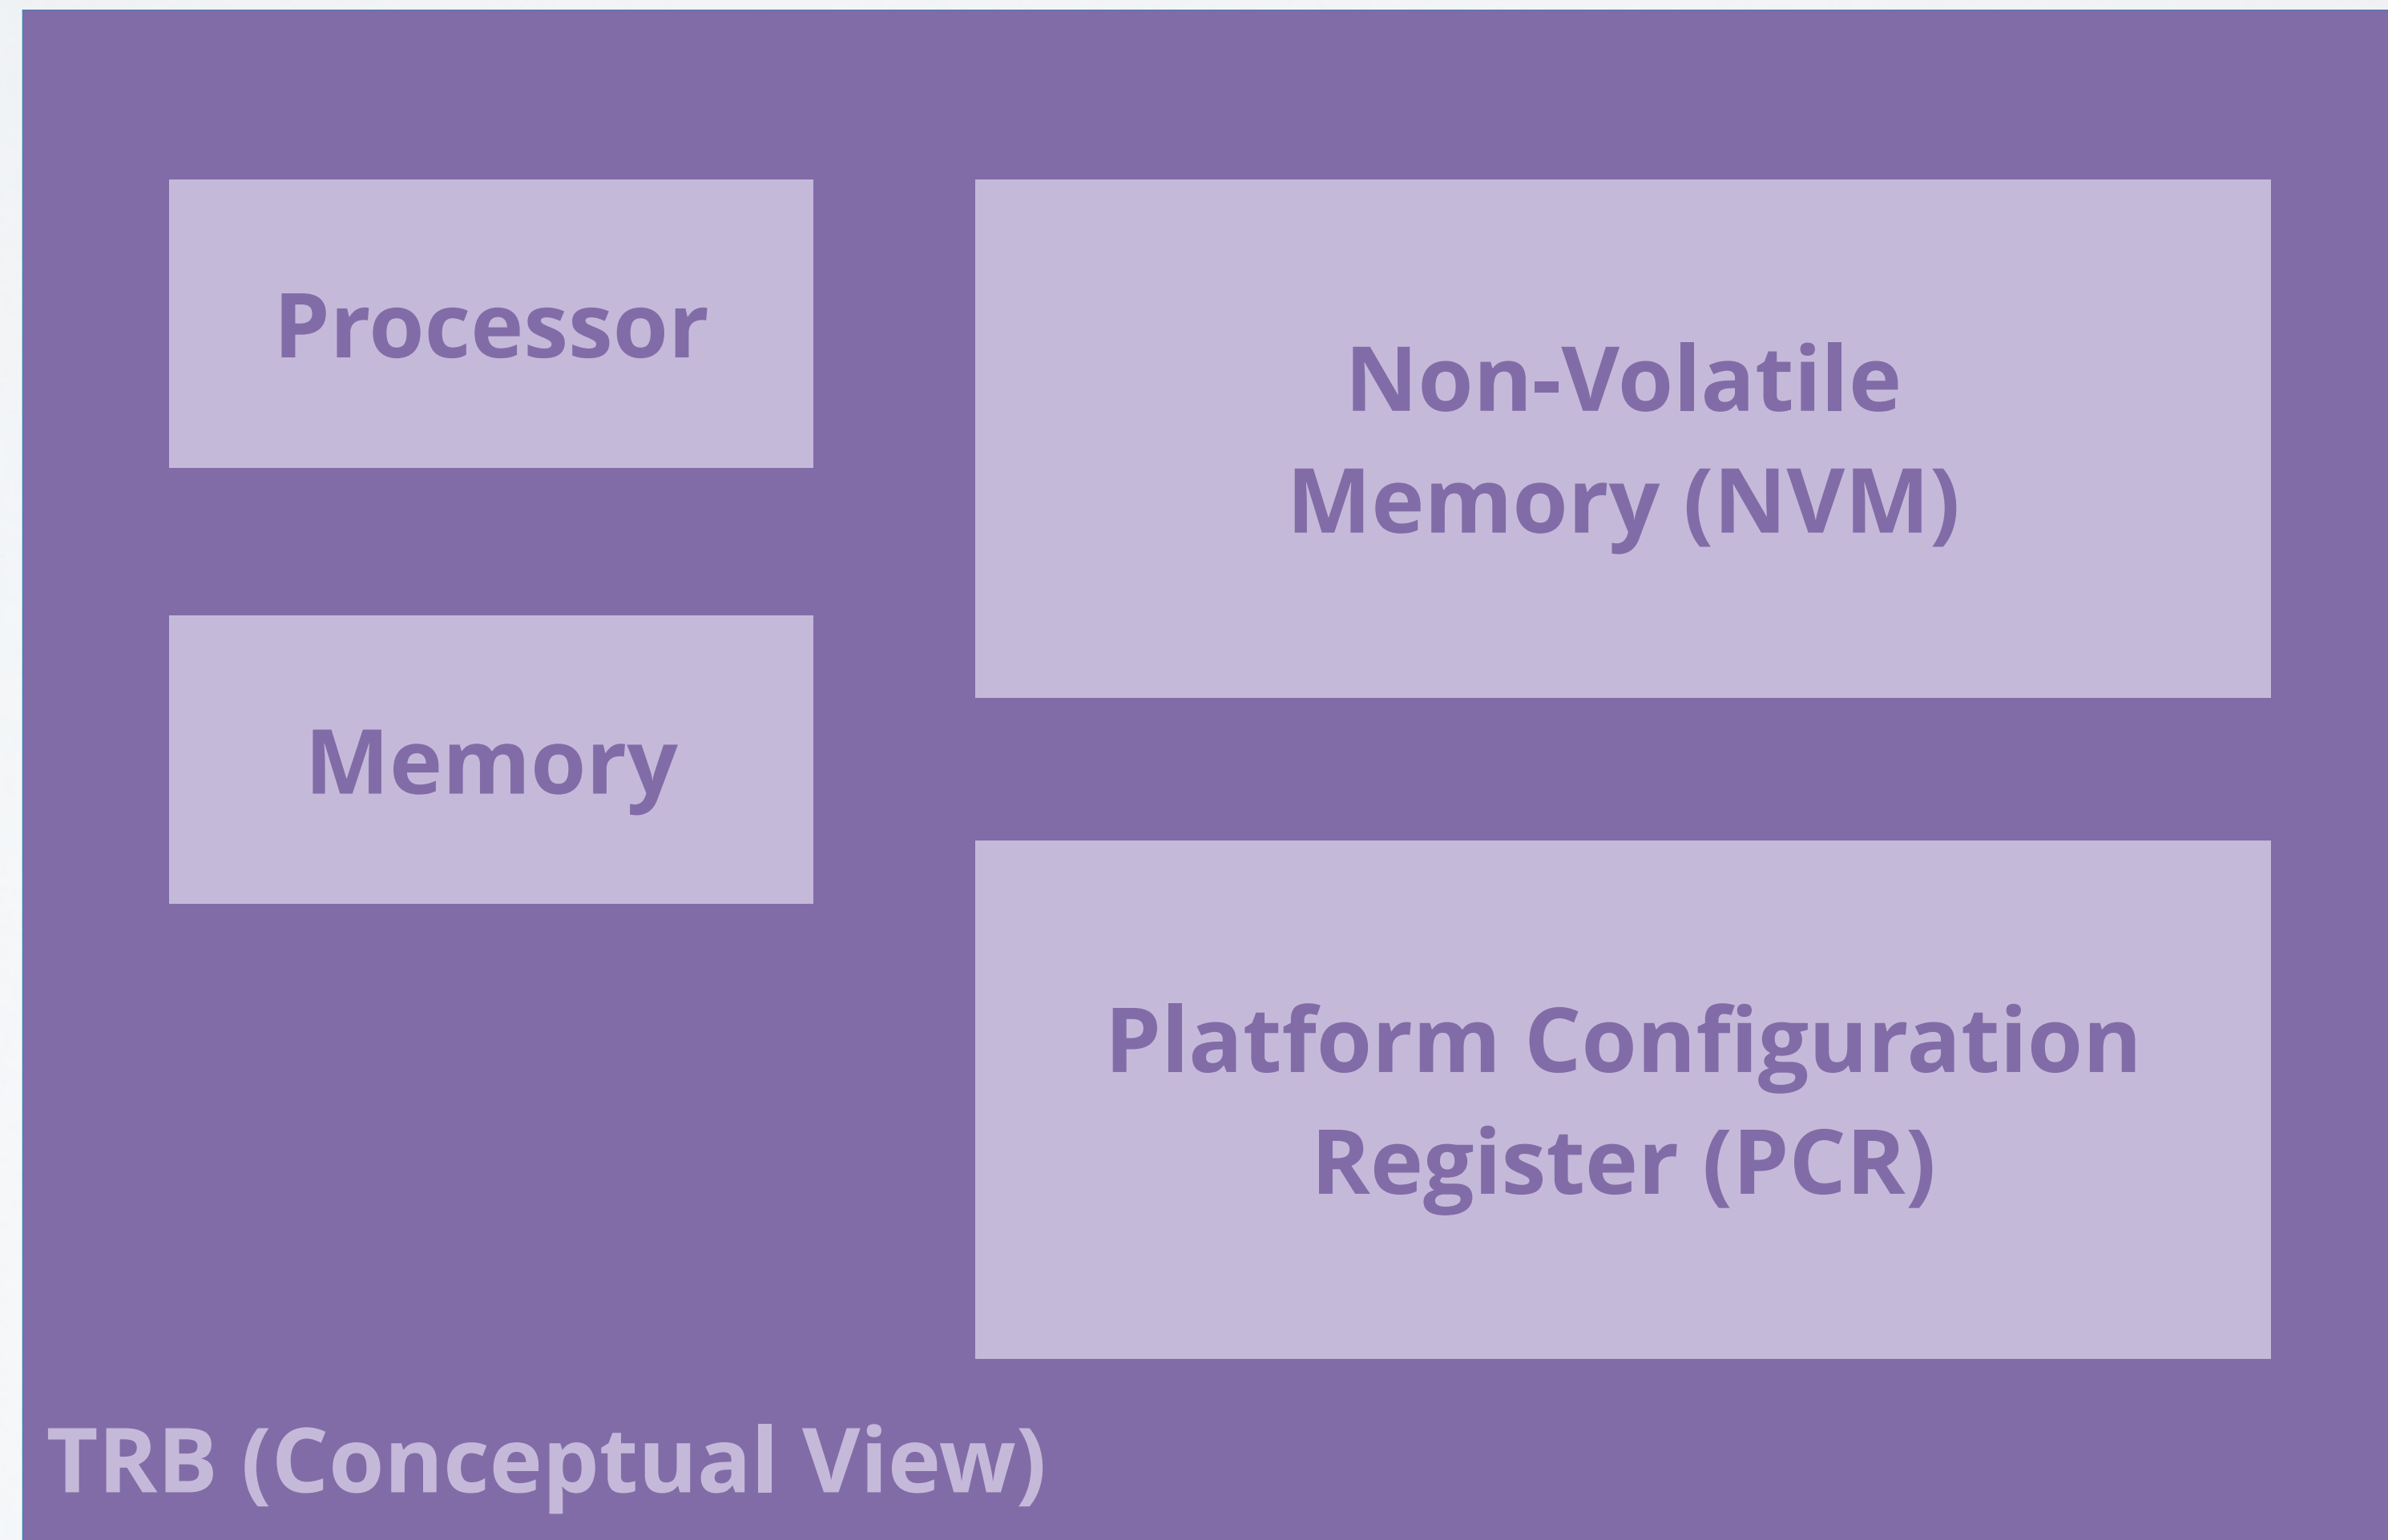 Processor
Non-Volatile
Memory (NVM)
Memory
Platform Configuration
Register (PCR)
TRB (Conceptual View)